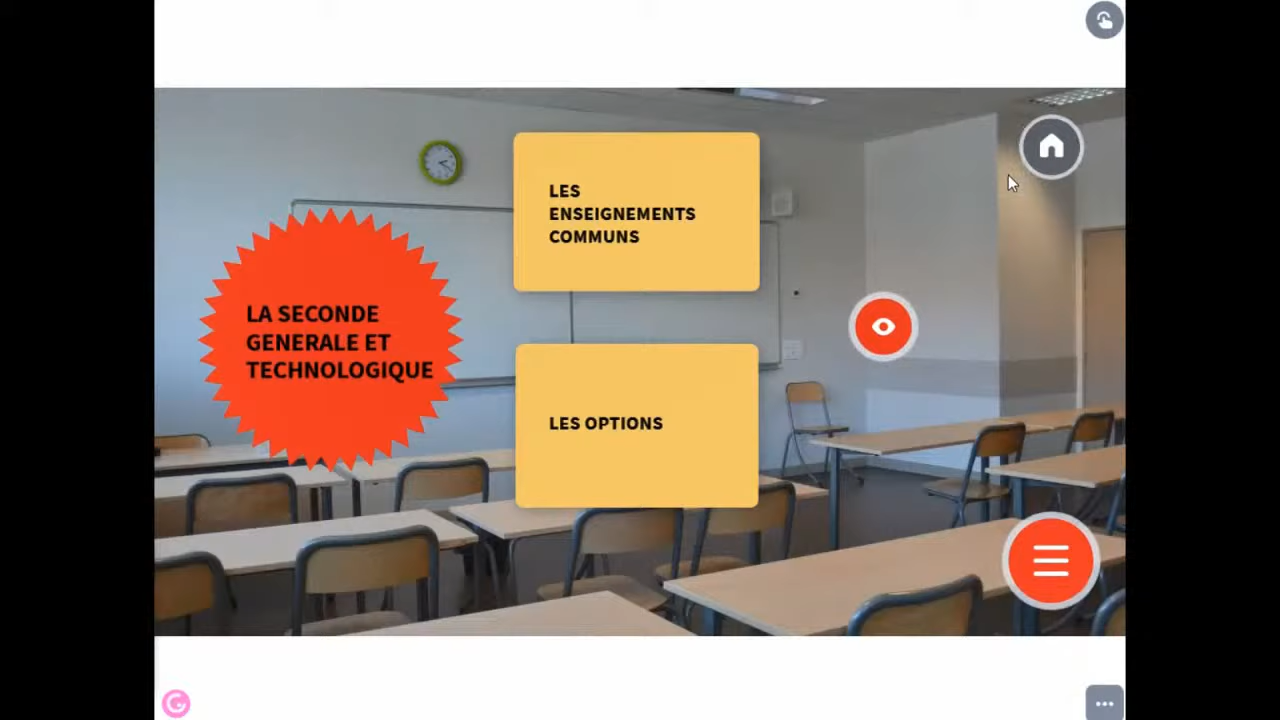 LES
ENSEIGNEMENTS
COMMUNS
LA SECONDE
GENERALE ET
TECHNOLOGIQUE
LES OPTIONS